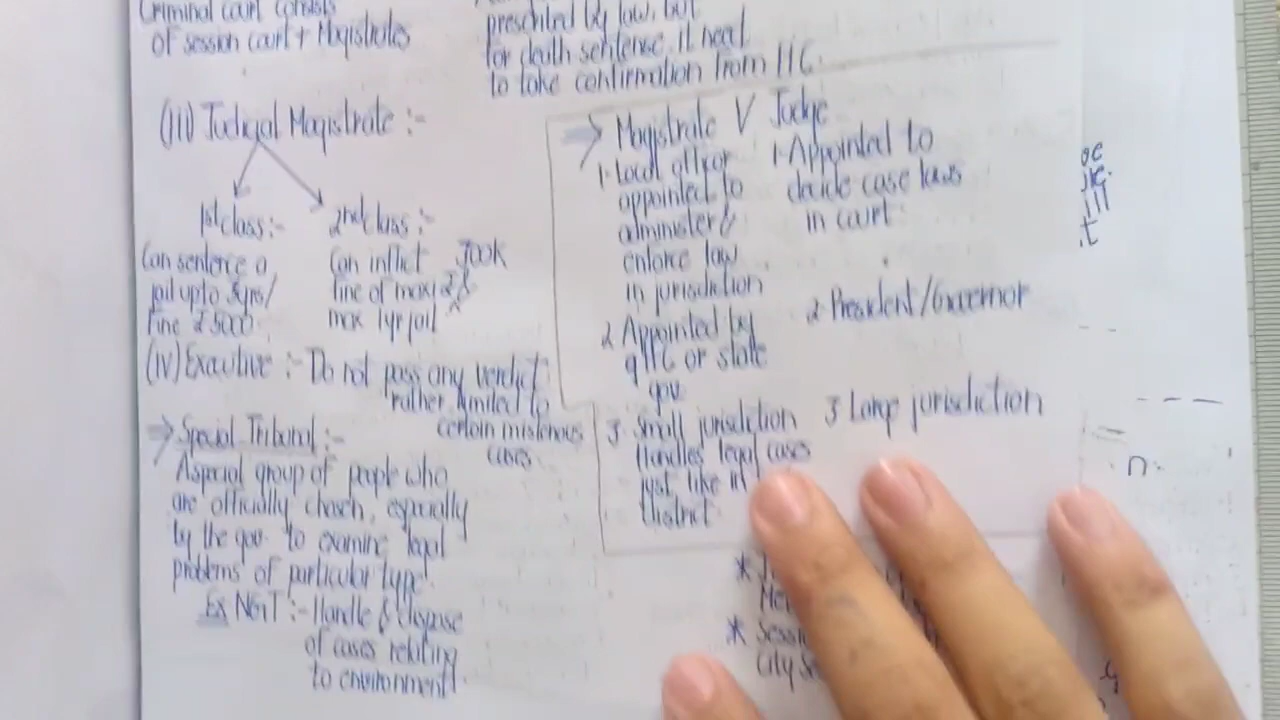 Criminal court consists
of session court + Magistrates
prescribed by law, but
for death sentence it need
to take confirmation from HC.
(iii) Judicial Magistrate :-
1st class :-
Can sentence a
jail upto 3yrs/
Fine ₹5000
2nd class :-
Can inflict
fine of max
max 1yr jail
(iv) Executive :- Do not pass any verdict
rather limited to
certain
cases.
→ Special Tribunal :-
A special group of people who
are officially chosen, especially
by the gov. to examine legal
problems of particular type.
Ex NGT :- Handle & dispose
of cases relating
to environment.
→ Magistrate V Judge
1. Local officer
appointed to
administer &
enforce law
in jurisdiction
2. Appointed by
HC or state
gov
3. Small jurisdiction
Handles legal cases
just like in
District.
1. Appointed to
decide case laws
in court.
2. President/Governor
3 Large jurisdiction
*
*